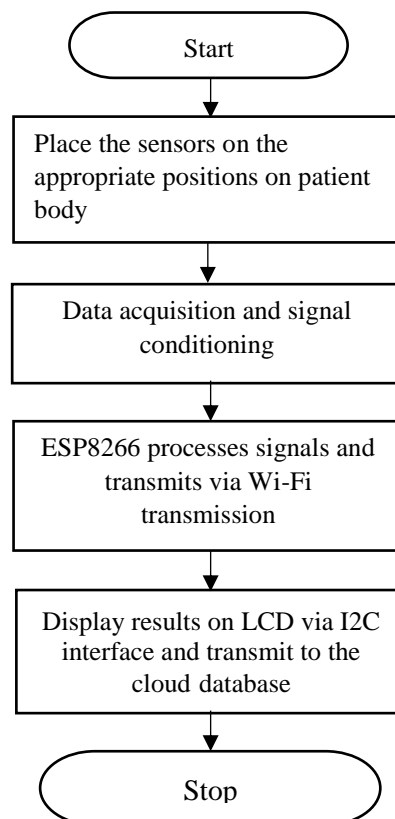 Start
Place the sensors on the
appropriate positions on patient
body
Data acquisition and signal
conditioning
ESP8266 processes signals and
transmits via Wi-Fi
transmission
Display results on LCD via I2C
interface and transmit to the
cloud database
Stop